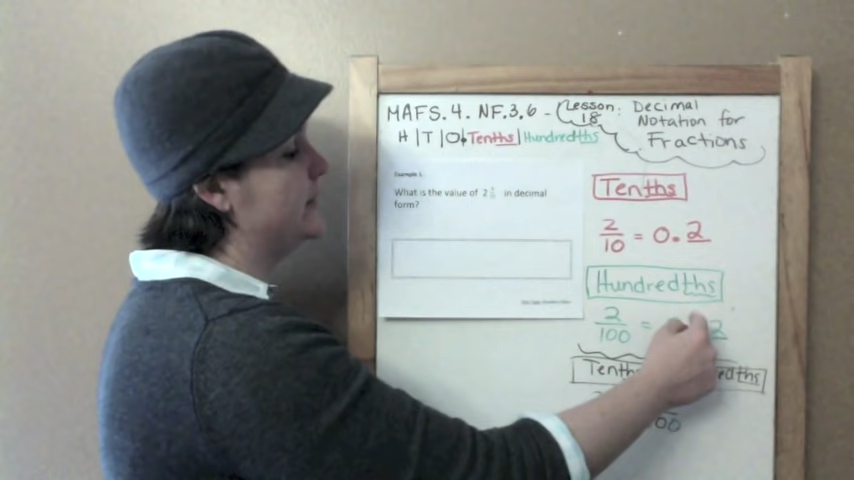 MAFS.4.NF.3.6 - Lesson: 18 Decimal Notation for Fractions
H | T | O . Tenths | Hundredths
Example 1
What is the value of 2 in decimal
form?
Tenths
2/10 = 0.2
Hundredths
2/100 = 2
Tenths